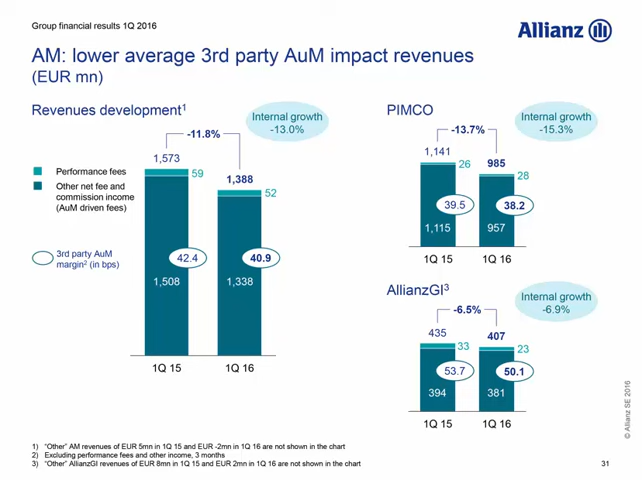 Group financial results 1Q 2016
Allianz
AM: lower average 3rd party AuM impact revenues
(EUR mn)
Revenues development1
Internal growth
-13.0%
-11.8%
1,573
59
1,388
52
Performance fees
Other net fee and
commission income
(AuM driven fees)
3rd party AuM
margin2 (in bps)
42.4
40.9
1,508
1,338
1Q 15
1Q 16
PIMCO
Internal growth
-15.3%
-13.7%
1,141
26
985
28
39.5
38.2
1,115
957
1Q 15
1Q 16
AllianzGI3
Internal growth
-6.9%
-6.5%
435
33
407
23
53.7
50.1
394
381
1Q 15
1Q 16
© Allianz SE 2016
1) "Other" AM revenues of EUR 5mn in 1Q 15 and EUR -2mn in 1Q 16 are not shown in the chart
2) Excluding performance fees and other income, 3 months
3) "Other" AllianzGI revenues of EUR 8mn in 1Q 15 and EUR 2mn in 1Q 16 are not shown in the chart
31